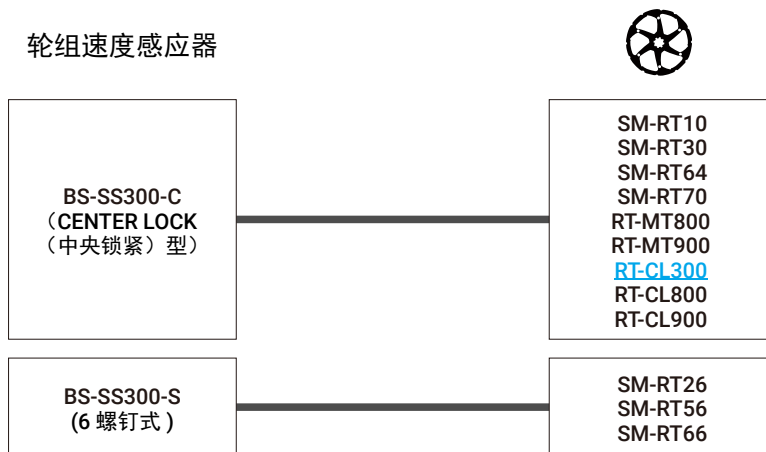 轮组速度感应器
BS-SS300-C
（CENTER LOCK
（中央锁紧）型）
SM-RT10
SM-RT30
SM-RT64
SM-RT70
RT-MT800
RT-MT900
RT-CL300
RT-CL800
RT-CL900
BS-SS300-S
(6 螺钉式 )
SM-RT26
SM-RT56
SM-RT66